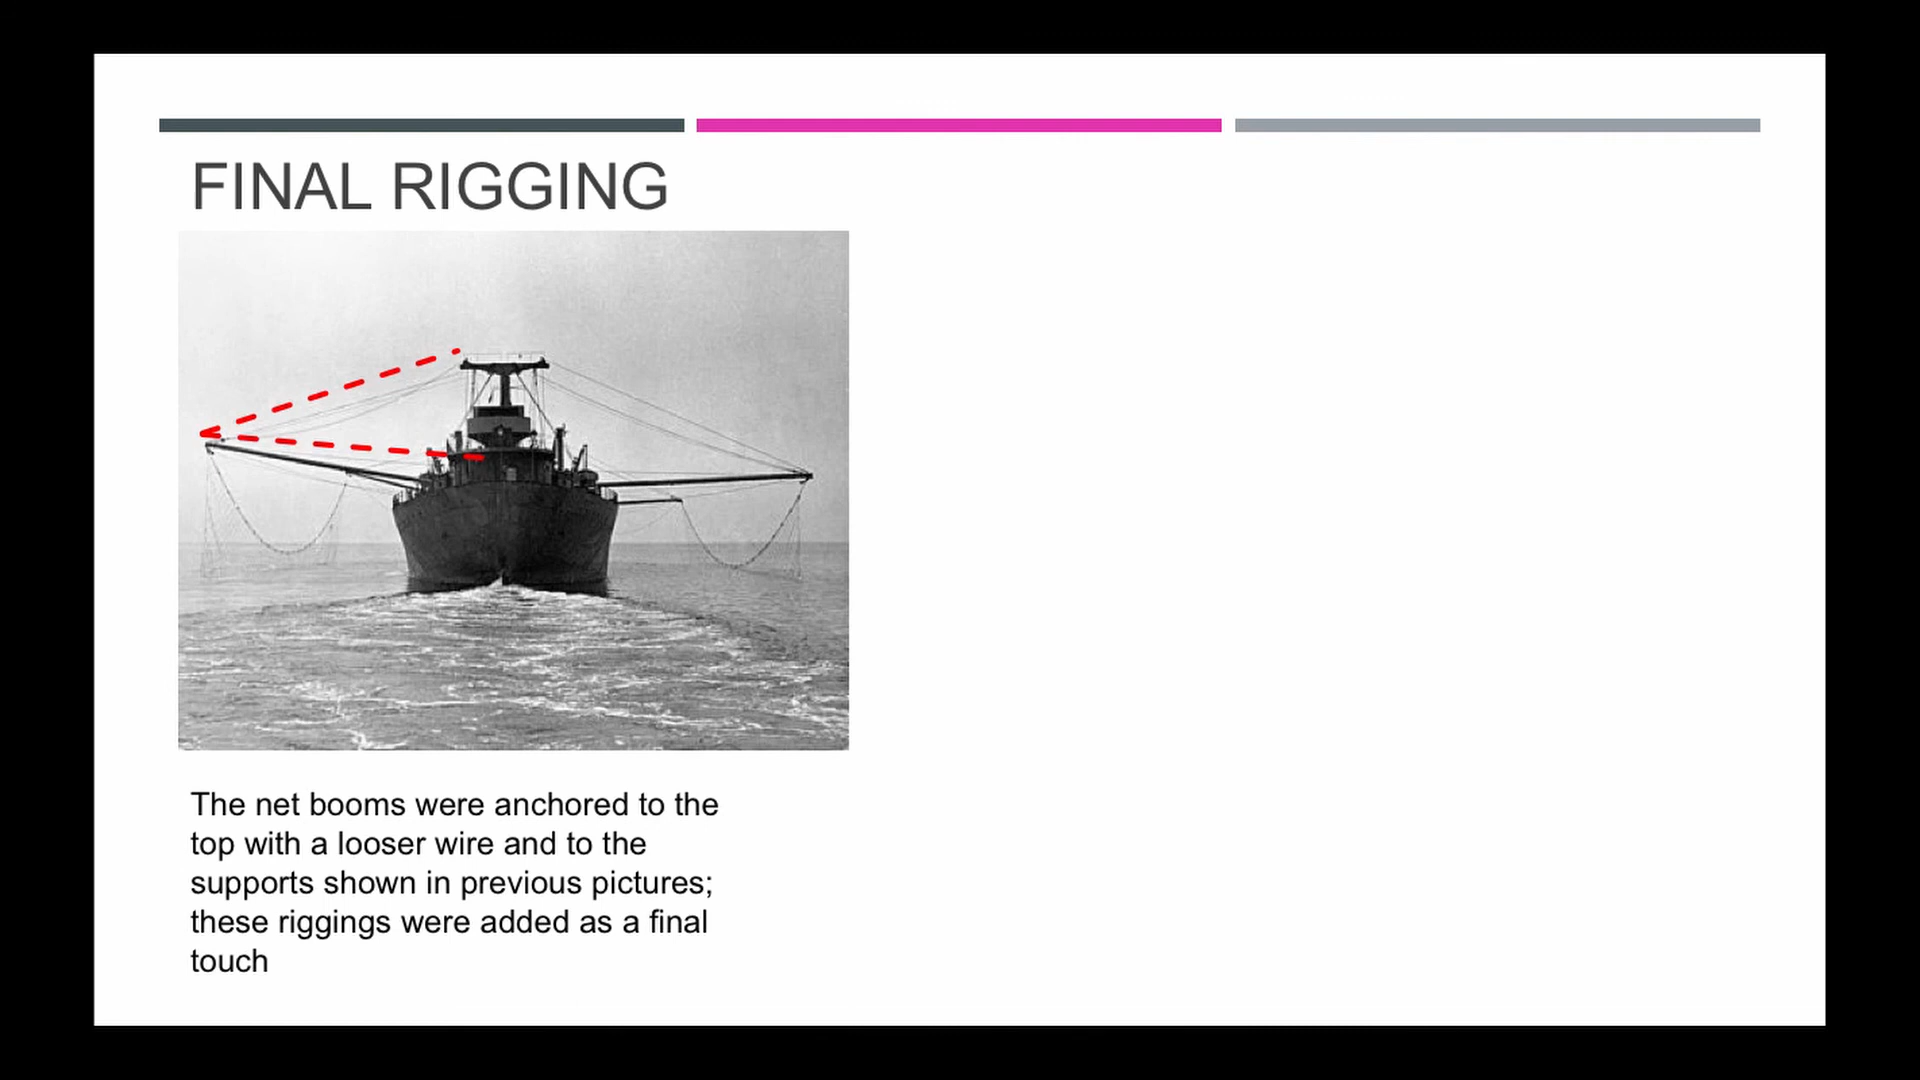 FINAL RIGGING
The net booms were anchored to the
top with a looser wire and to the
supports shown in previous pictures;
these riggings were added as a final
touch